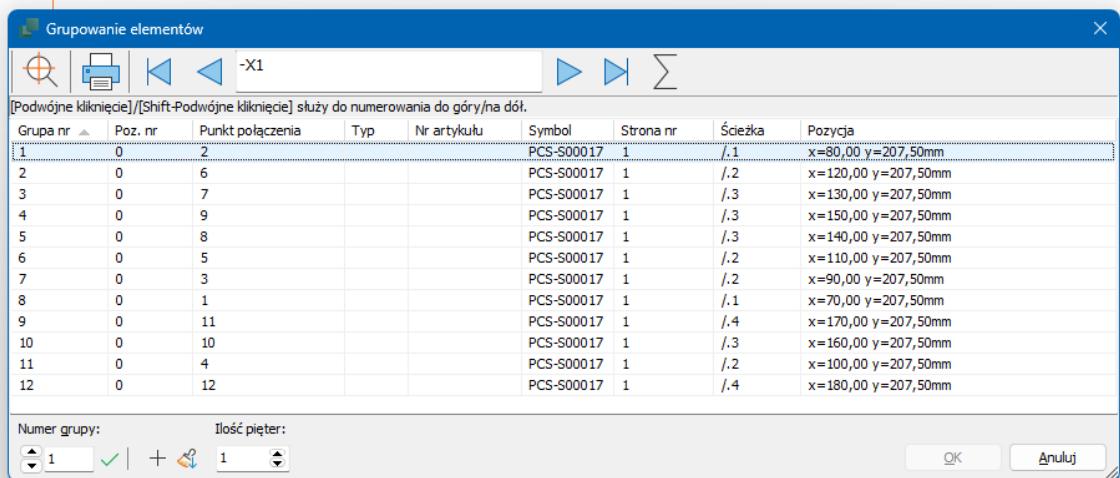 Grupowanie elementów
-X1
[Podwójne kliknięcie]/[Shift-Podwójne kliknięcie] służy do numerowania do góry/na dół.
Grupa nr Poz. nr Punkt połączenia Typ Nr artykułu Symbol Strona nr Ścieżka Pozycja
1 0 2 PCS-S00017 1 /.1 x=80,00 y=207,50mm
2 0 6 PCS-S00017 1 /.2 x=120,00 y=207,50mm
3 0 7 PCS-S00017 1 /.3 x=130,00 y=207,50mm
4 0 9 PCS-S00017 1 /.3 x=150,00 y=207,50mm
5 0 8 PCS-S00017 1 /.3 x=140,00 y=207,50mm
6 0 5 PCS-S00017 1 /.2 x=110,00 y=207,50mm
7 0 3 PCS-S00017 1 /.2 x=90,00 y=207,50mm
8 0 1 PCS-S00017 1 /.1 x=70,00 y=207,50mm
9 0 11 PCS-S00017 1 /.4 x=170,00 y=207,50mm
10 0 10 PCS-S00017 1 /.3 x=160,00 y=207,50mm
11 0 4 PCS-S00017 1 /.2 x=100,00 y=207,50mm
12 0 12 PCS-S00017 1 /.4 x=180,00 y=207,50mm
Numer grupy: Ilość pięter:
1 1 OK Anuluj